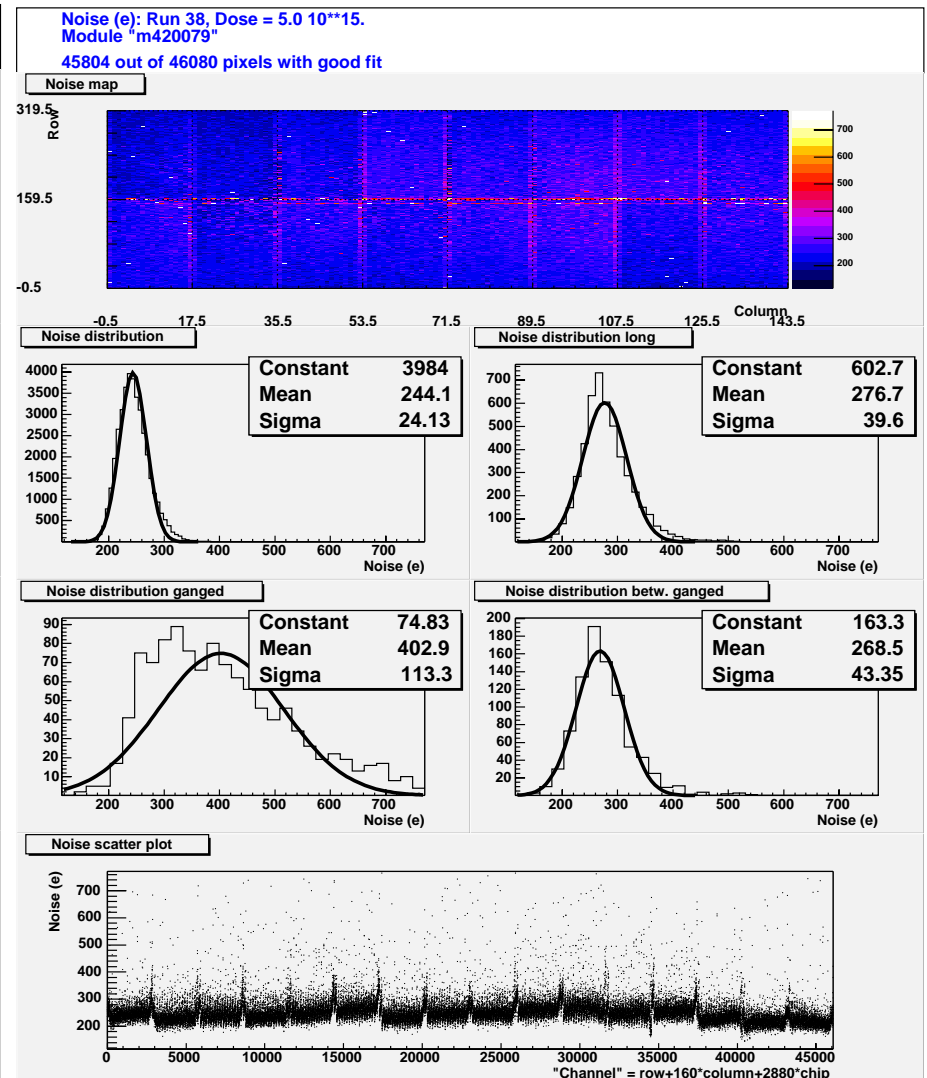 Noise (e): Run 38, Dose = 5.0 10**15.
Module "m420079"
45804 out of 46080 pixels with good fit
Noise map
319.5
159.5
-0.5
Row
-0.5 17.5 35.5 53.5 71.5 89.5 107.5 125.5 143.5
Column
700
600
500
400
300
200
Noise distribution
4000
3500
3000
2500
2000
1500
1000
500
200 300 400 500 600 700
Noise (e)
Constant 3984
Mean 244.1
Sigma 24.13
Noise distribution long
700
600
500
400
300
200
100
200 300 400 500 600 700
Noise (e)
Constant 602.7
Mean 276.7
Sigma 39.6
Noise distribution ganged
90
80
70
60
50
40
30
20
10
200 300 400 500 600 700
Noise (e)
Constant 74.83
Mean 402.9
Sigma 113.3
Noise distribution betw. ganged
200
180
160
140
120
100
80
60
40
20
200 300 400 500 600 700
Noise (e)
Constant 163.3
Mean 268.5
Sigma 43.35
Noise scatter plot
Noise (e)
700
600
500
400
300
200
0 5000 10000 15000 20000 25000 30000 35000 40000 45000
"Channel" = row+160*column+2880*chip